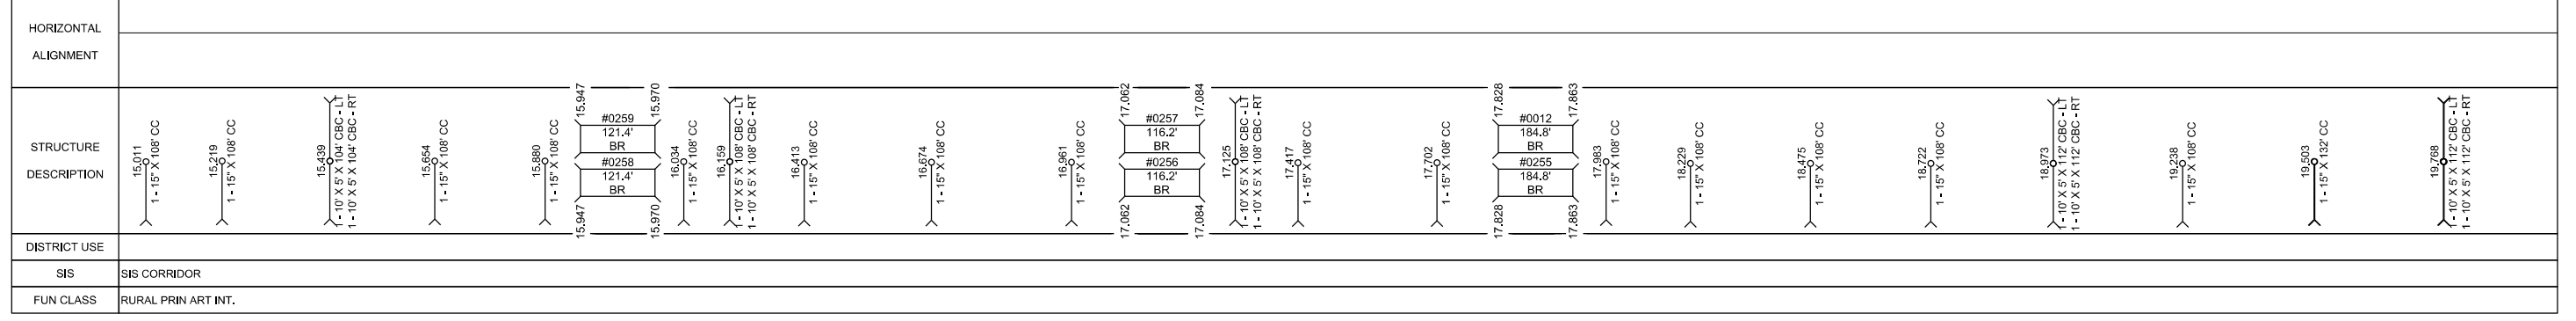 HORIZONTAL
ALIGNMENT
STRUCTURE
DESCRIPTION
15.011
1 - 15" X 108' CC
15.219
1 - 15" X 108' CC
15.439
1 - 10' X 5' X 104' CBC - LT
1 - 10' X 5' X 104' CBC - RT
15.654
1 - 15" X 108' CC
15.880
1 - 15" X 108' CC
15.947
15.970
#0259
121.4'
BR
#0258
121.4'
BR
15.947
15.970
16.034
1 - 15" X 108' CC
16.159
1 - 10' X 5' X 108' CBC - LT
1 - 10' X 5' X 108' CBC - RT
16.413
1 - 15" X 108' CC
16.674
1 - 15" X 108' CC
16.961
1 - 15" X 108' CC
17.062
17.084
#0257
116.2'
BR
#0256
116.2'
BR
17.062
17.084
17.125
1 - 10' X 5' X 108' CBC - LT
1 - 10' X 5' X 108' CBC - RT
17.417
1 - 15" X 108' CC
17.702
1 - 15" X 108' CC
17.828
17.863
#0012
184.8'
BR
#0255
184.8'
BR
17.828
17.863
17.983
1 - 15" X 108' CC
18.229
1 - 15" X 108' CC
18.475
1 - 15" X 108' CC
18.722
1 - 15" X 108' CC
18.973
1 - 10' X 5' X 112' CBC - LT
1 - 10' X 5' X 112' CBC - RT
19.238
1 - 15" X 108' CC
19.503
1 - 15" X 132' CC
19.768
1 - 10' X 5' X 112' CBC - LT
1 - 10' X 5' X 112' CBC - RT
DISTRICT USE
SIS
SIS CORRIDOR
FUN CLASS
RURAL PRIN ART INT.